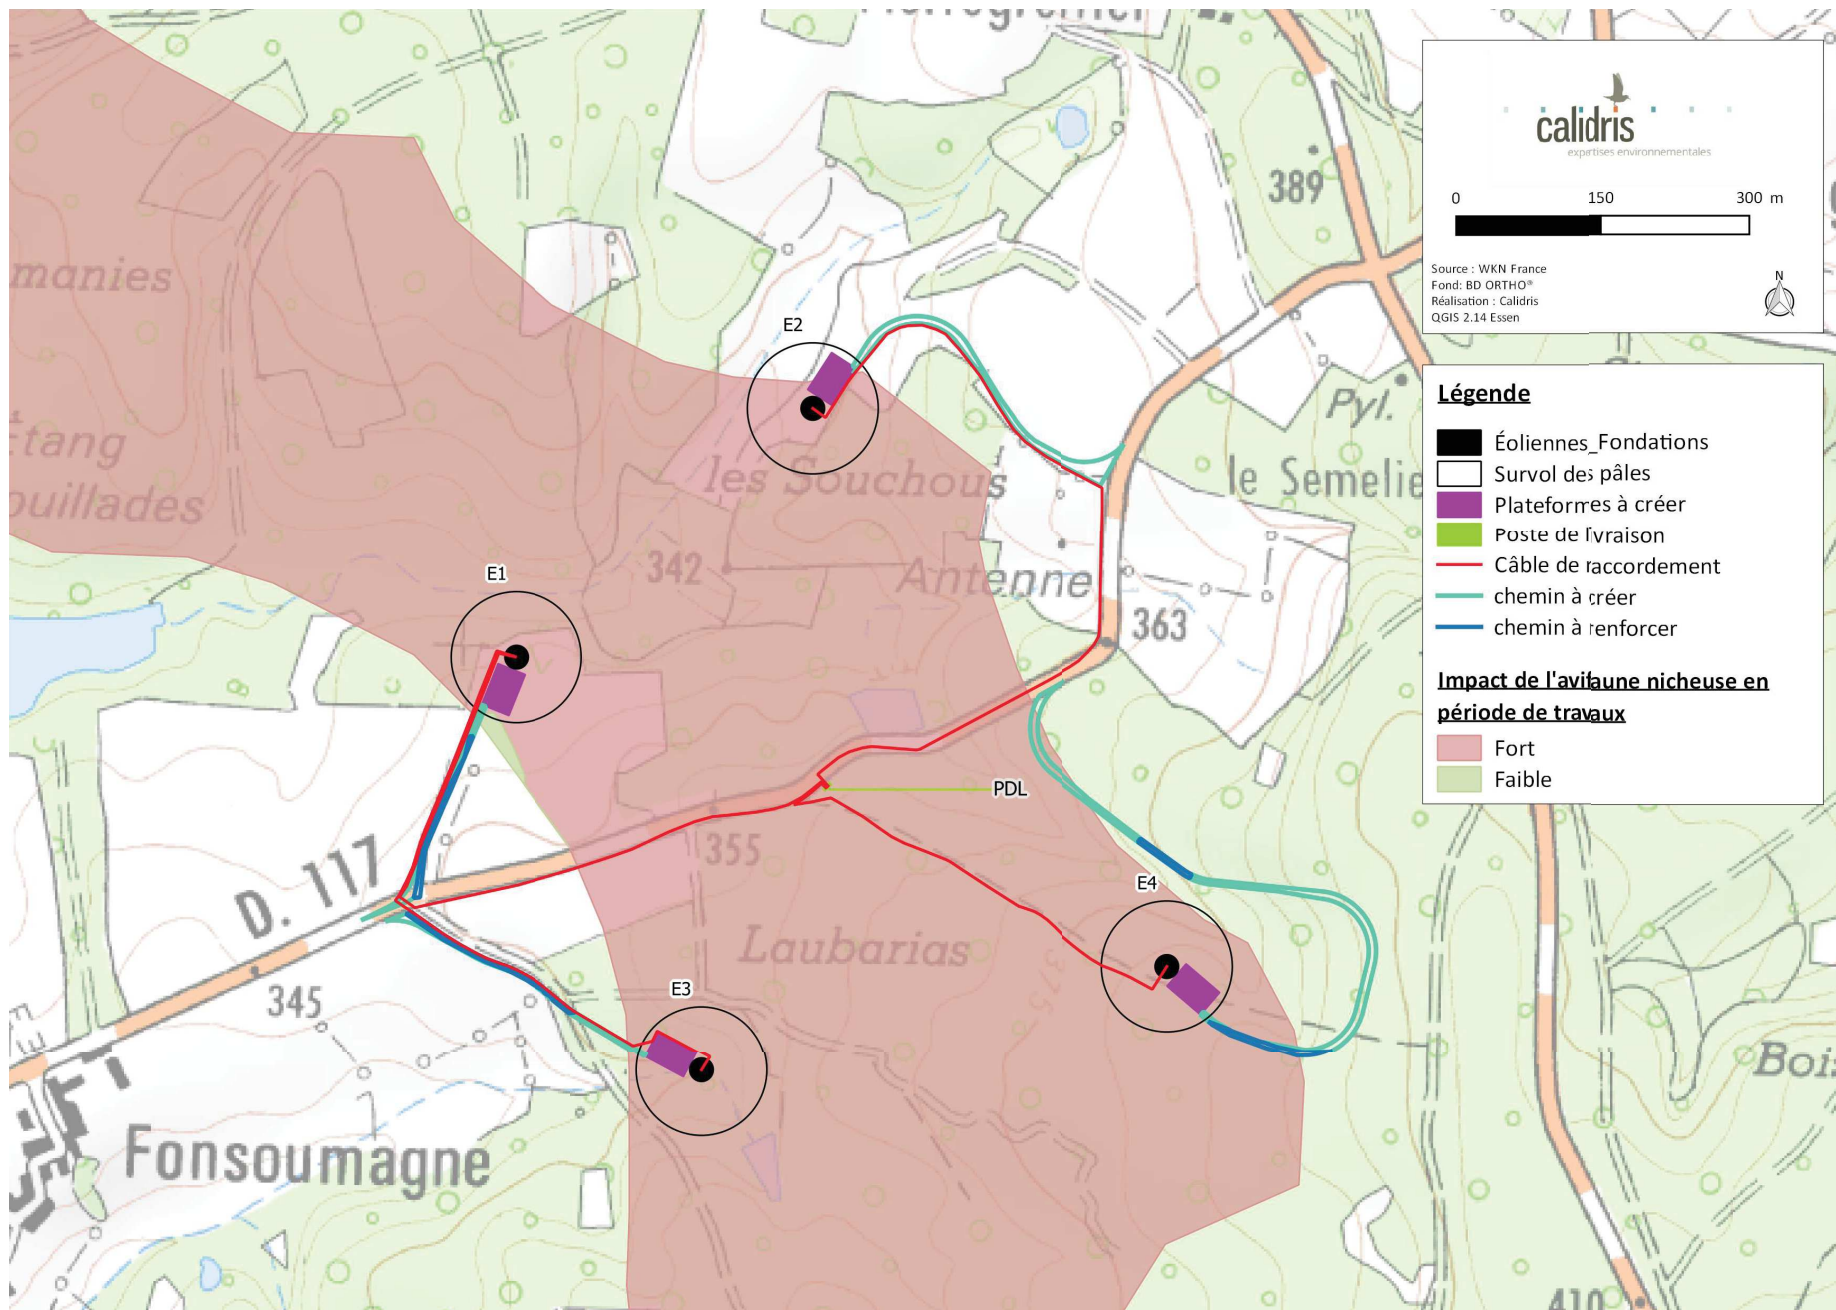 389
manies
E2
Étang
ouillades
les Souchous
Pyl.
le Semelie
342
Antenne
363
E1
PDL
355
D. 117
E4
Laubarias
375
345
E3
Fonsoumagne
Bois
410
calidris
expertises environnementales
0 150 300 m
Source : WKN France
Fond: BD ORTHO®
Réalisation : Calidris
QGIS 2.14 Essen
N
Légende
Éoliennes_Fondations
Survol des pâles
Plateformes à créer
Poste de livraison
Câble de raccordement
chemin à créer
chemin à renforcer
Impact de l'avifaune nicheuse en
période de travaux
Fort
Faible